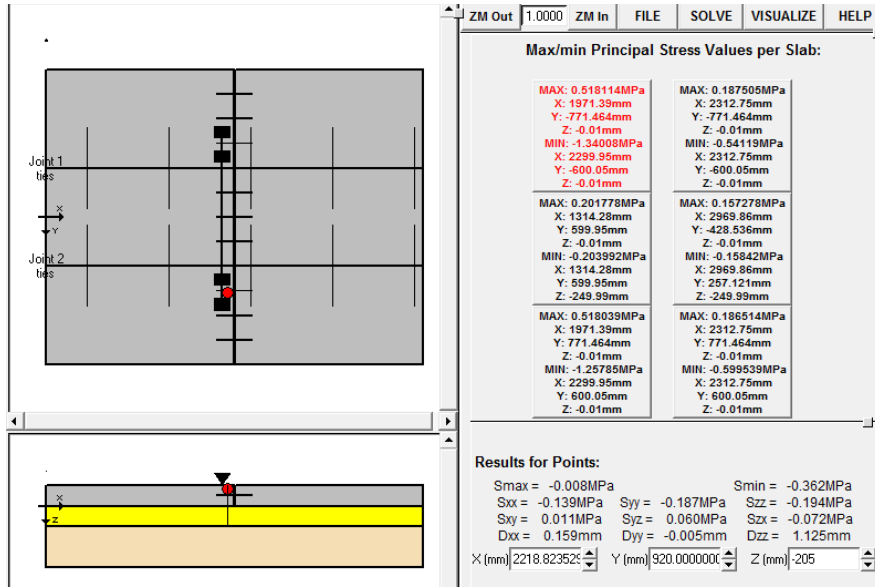 ZM Out 1.0000 ZM In FILE SOLVE VISUALIZE HELP
Max/min Principal Stress Values per Slab:
MAX: 0.518114MPa
X: 1971.39mm
Y: -771.464mm
Z: -0.01mm
MIN: -1.34008MPa
X: 2299.95mm
Y: -600.05mm
Z: -0.01mm
MAX: 0.187505MPa
X: 2312.75mm
Y: -771.464mm
Z: -0.01mm
MIN: -0.54119MPa
X: 2312.75mm
Y: -600.05mm
Z: -0.01mm
MAX: 0.201778MPa
X: 1314.28mm
Y: 599.95mm
Z: -0.01mm
MIN: -0.203992MPa
X: 1314.28mm
Y: 599.95mm
Z: -249.99mm
MAX: 0.157278MPa
X: 2969.86mm
Y: -428.536mm
Z: -0.01mm
MIN: -0.15842MPa
X: 2969.86mm
Y: 257.121mm
Z: -249.99mm
MAX: 0.518039MPa
X: 1971.39mm
Y: 771.464mm
Z: -0.01mm
MIN: -1.25785MPa
X: 2299.95mm
Y: 600.05mm
Z: -0.01mm
MAX: 0.186514MPa
X: 2312.75mm
Y: 771.464mm
Z: -0.01mm
MIN: -0.599539MPa
X: 2312.75mm
Y: 600.05mm
Z: -0.01mm
Joint 1
ties
X
Y
Joint 2
ties
X
Z
Results for Points:
Smax = -0.008MPa Smin = -0.362MPa
Sxx = -0.139MPa Syy = -0.187MPa Szz = -0.194MPa
Sxy = 0.011MPa Syz = 0.060MPa Szx = -0.072MPa
Dxx = 0.159mm Dyy = -0.005mm Dzz = 1.125mm
X (mm) 2218.823529 Y (mm) 920.0000000 Z (mm) -205